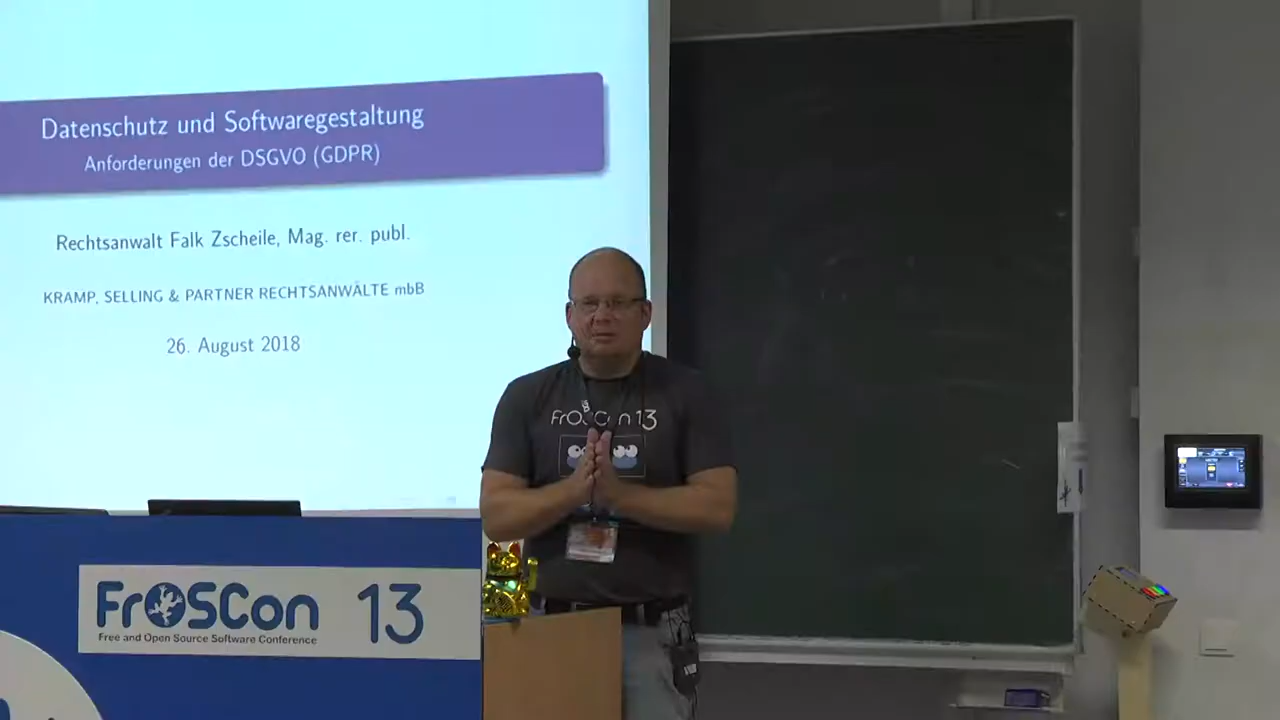 Datenschutz und Softwaregestaltung
Anforderungen der DSGVO (GDPR)
Rechtsanwalt Falk Zscheile, Mag. rer. publ.
KRAMP, SELLING & PARTNER RECHTSANWÄLTE mbB
26. August 2018
FrOSCon 13
FrOSCon 13
Free and Open Source Software Conference